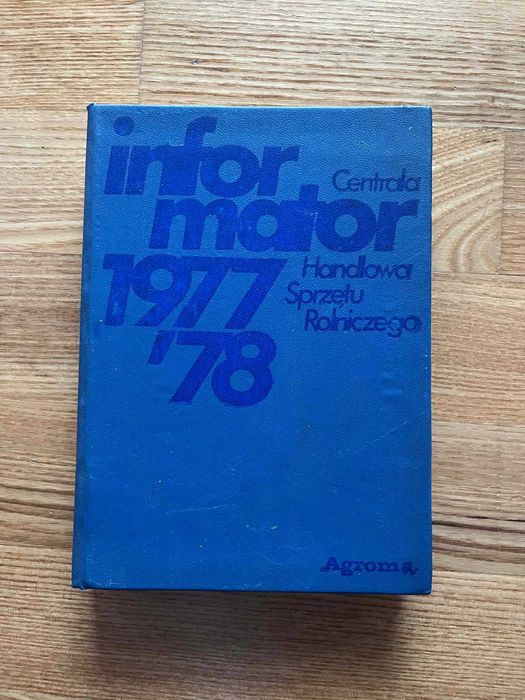 infor
mator
1977
'78
Centrala
Handlowa
Sprzętu
Rolniczego
Agroma